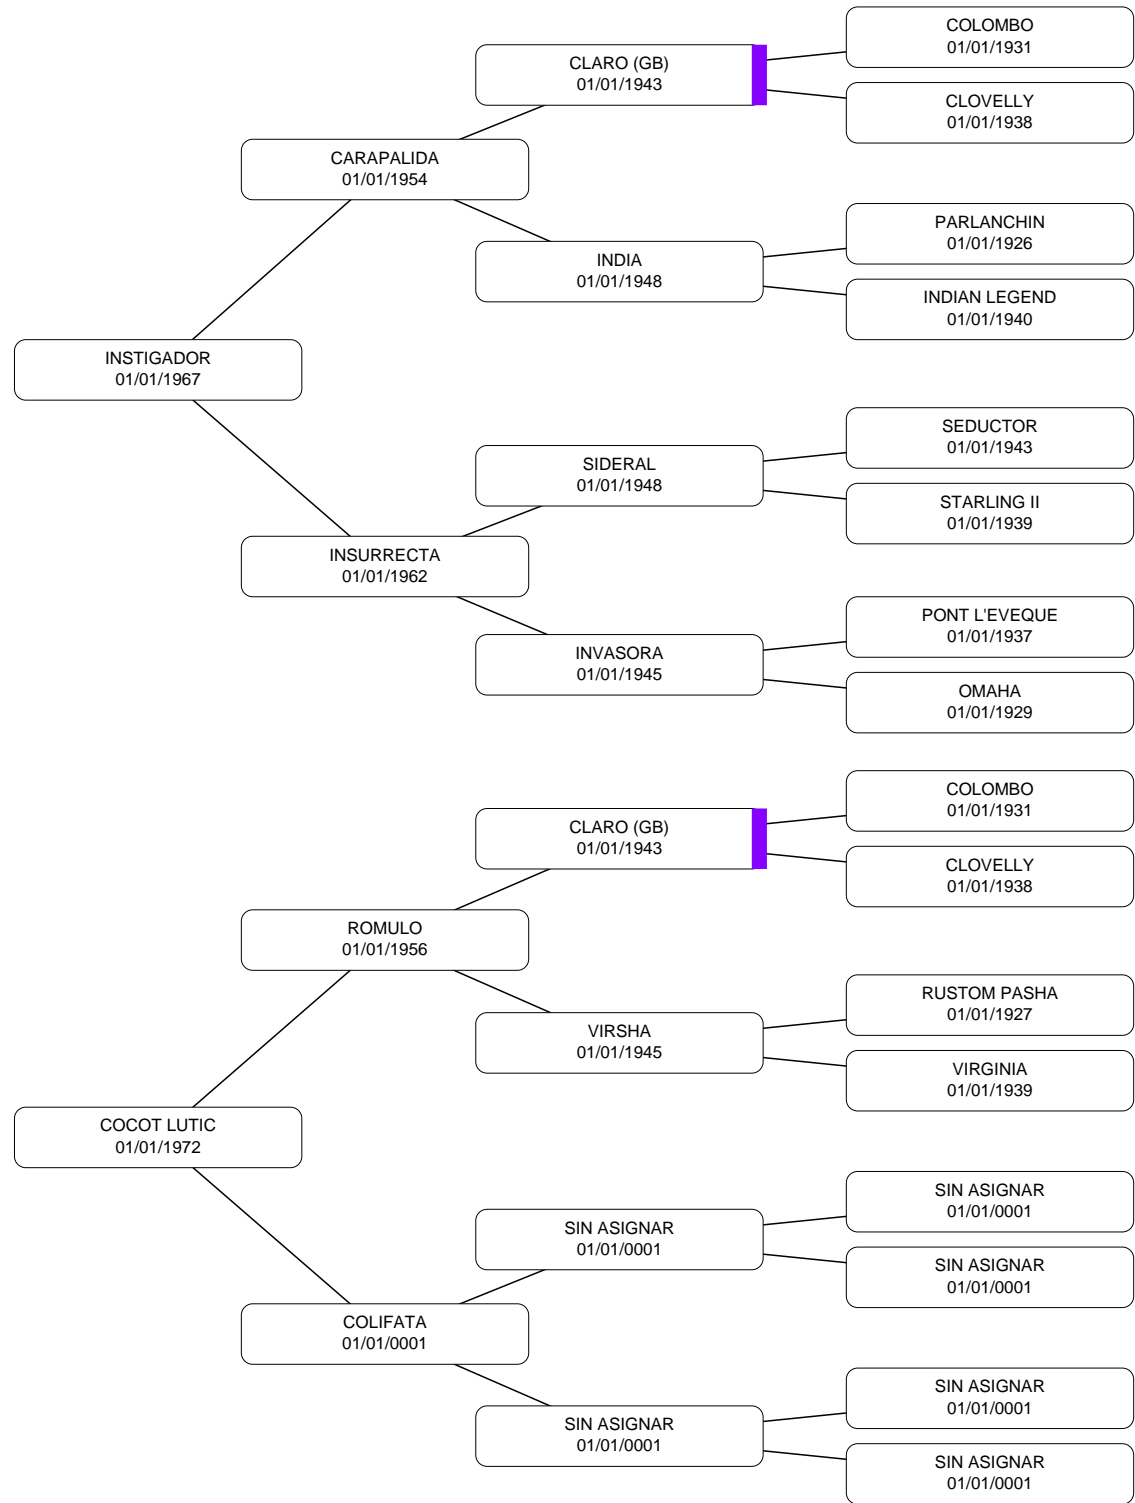 COLOMBO
01/01/1931
CLARO (GB)
01/01/1943
CLOVELLY
01/01/1938
CARAPALIDA
01/01/1954
PARLANCHIN
01/01/1926
INDIA
01/01/1948
INDIAN LEGEND
01/01/1940
INSTIGADOR
01/01/1967
SEDUCTOR
01/01/1943
SIDERAL
01/01/1948
STARLING II
01/01/1939
INSURRECTA
01/01/1962
PONT L'EVEQUE
01/01/1937
INVASORA
01/01/1945
OMAHA
01/01/1929
COLOMBO
01/01/1931
CLARO (GB)
01/01/1943
CLOVELLY
01/01/1938
ROMULO
01/01/1956
RUSTOM PASHA
01/01/1927
VIRSHA
01/01/1945
VIRGINIA
01/01/1939
COCOT LUTIC
01/01/1972
SIN ASIGNAR
01/01/0001
SIN ASIGNAR
01/01/0001
SIN ASIGNAR
01/01/0001
COLIFATA
01/01/0001
SIN ASIGNAR
01/01/0001
SIN ASIGNAR
01/01/0001
SIN ASIGNAR
01/01/0001